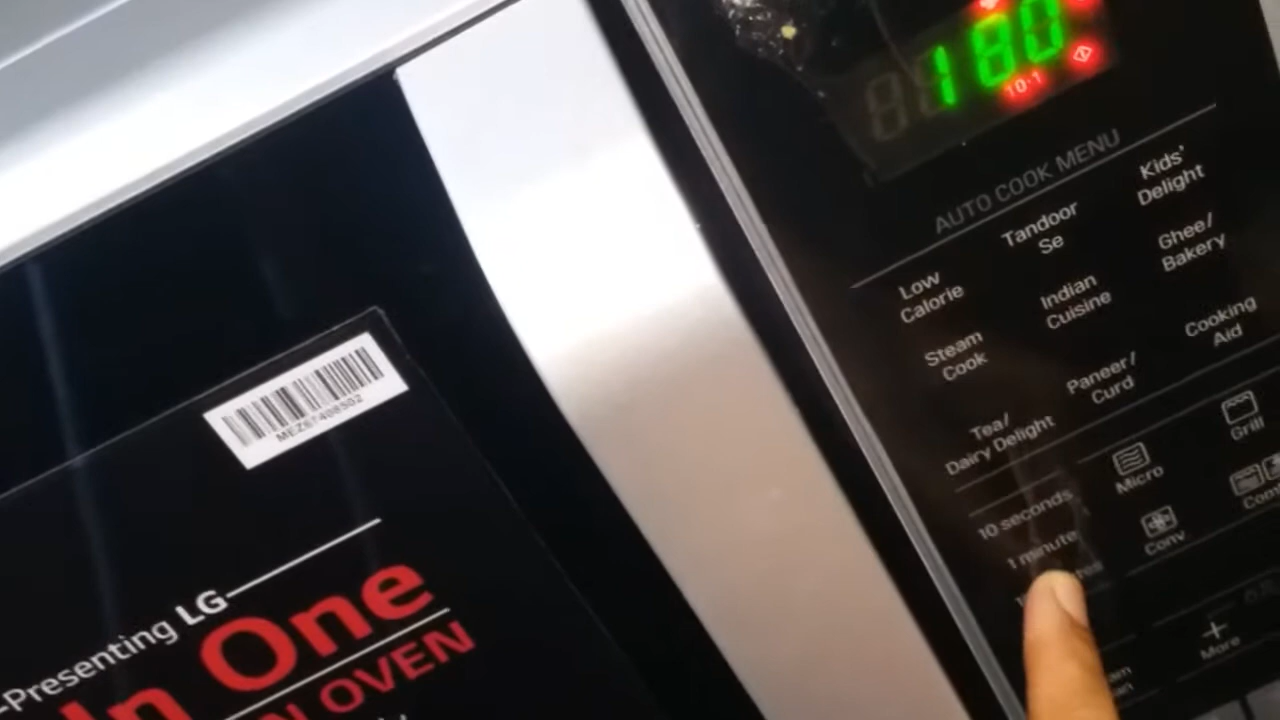 180
10·1
AUTO COOK MENU
Low
Calorie
Tandoor
Se
Kids'
Delight
Steam
Cook
Indian
Cuisine
Ghee/
Bakery
Tea/
Dairy Delight
Paneer/
Curd
Cooking
Aid
10 seconds
Micro
Grill
1 minute
Conv
More
Presenting LG
In One
OVEN